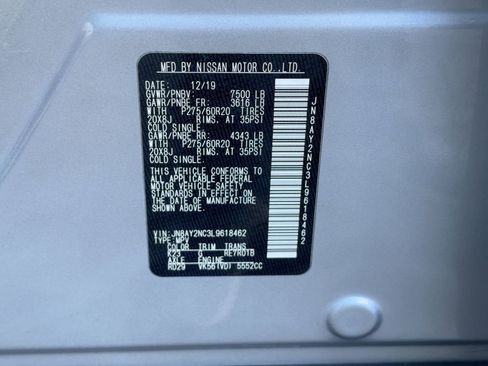 MFD BY NISSAN MOTOR CO.,LTD.
DATE: 12/19
GVWR/PNBV: 7500 LB
GAWR/PNBE FR: 3616 LB
WITH P275/60R20 TIRES
20X8J RIMS. AT 35PSI
COLD SINGLE.
GAWR/PNBE RR: 4343 LB
WITH P275/60R20 TIRES
20X8J RIMS. AT 35PSI
COLD SINGLE.
THIS VEHICLE CONFORMS TO
ALL APPLICABLE FEDERAL
MOTOR VEHICLE SAFETY
STANDARDS IN EFFECT ON
THE DATE OF MANUFACTURE
SHOWN ABOVE.
VIN: JN8AY2NC3L9618462
TYPE: MPV
COLOR TRIM TRANS
K23 G RE7R01B
AXLE ENGINE
RD29 VK56(VD) 5552CC
JN8AY2NC3L9618462